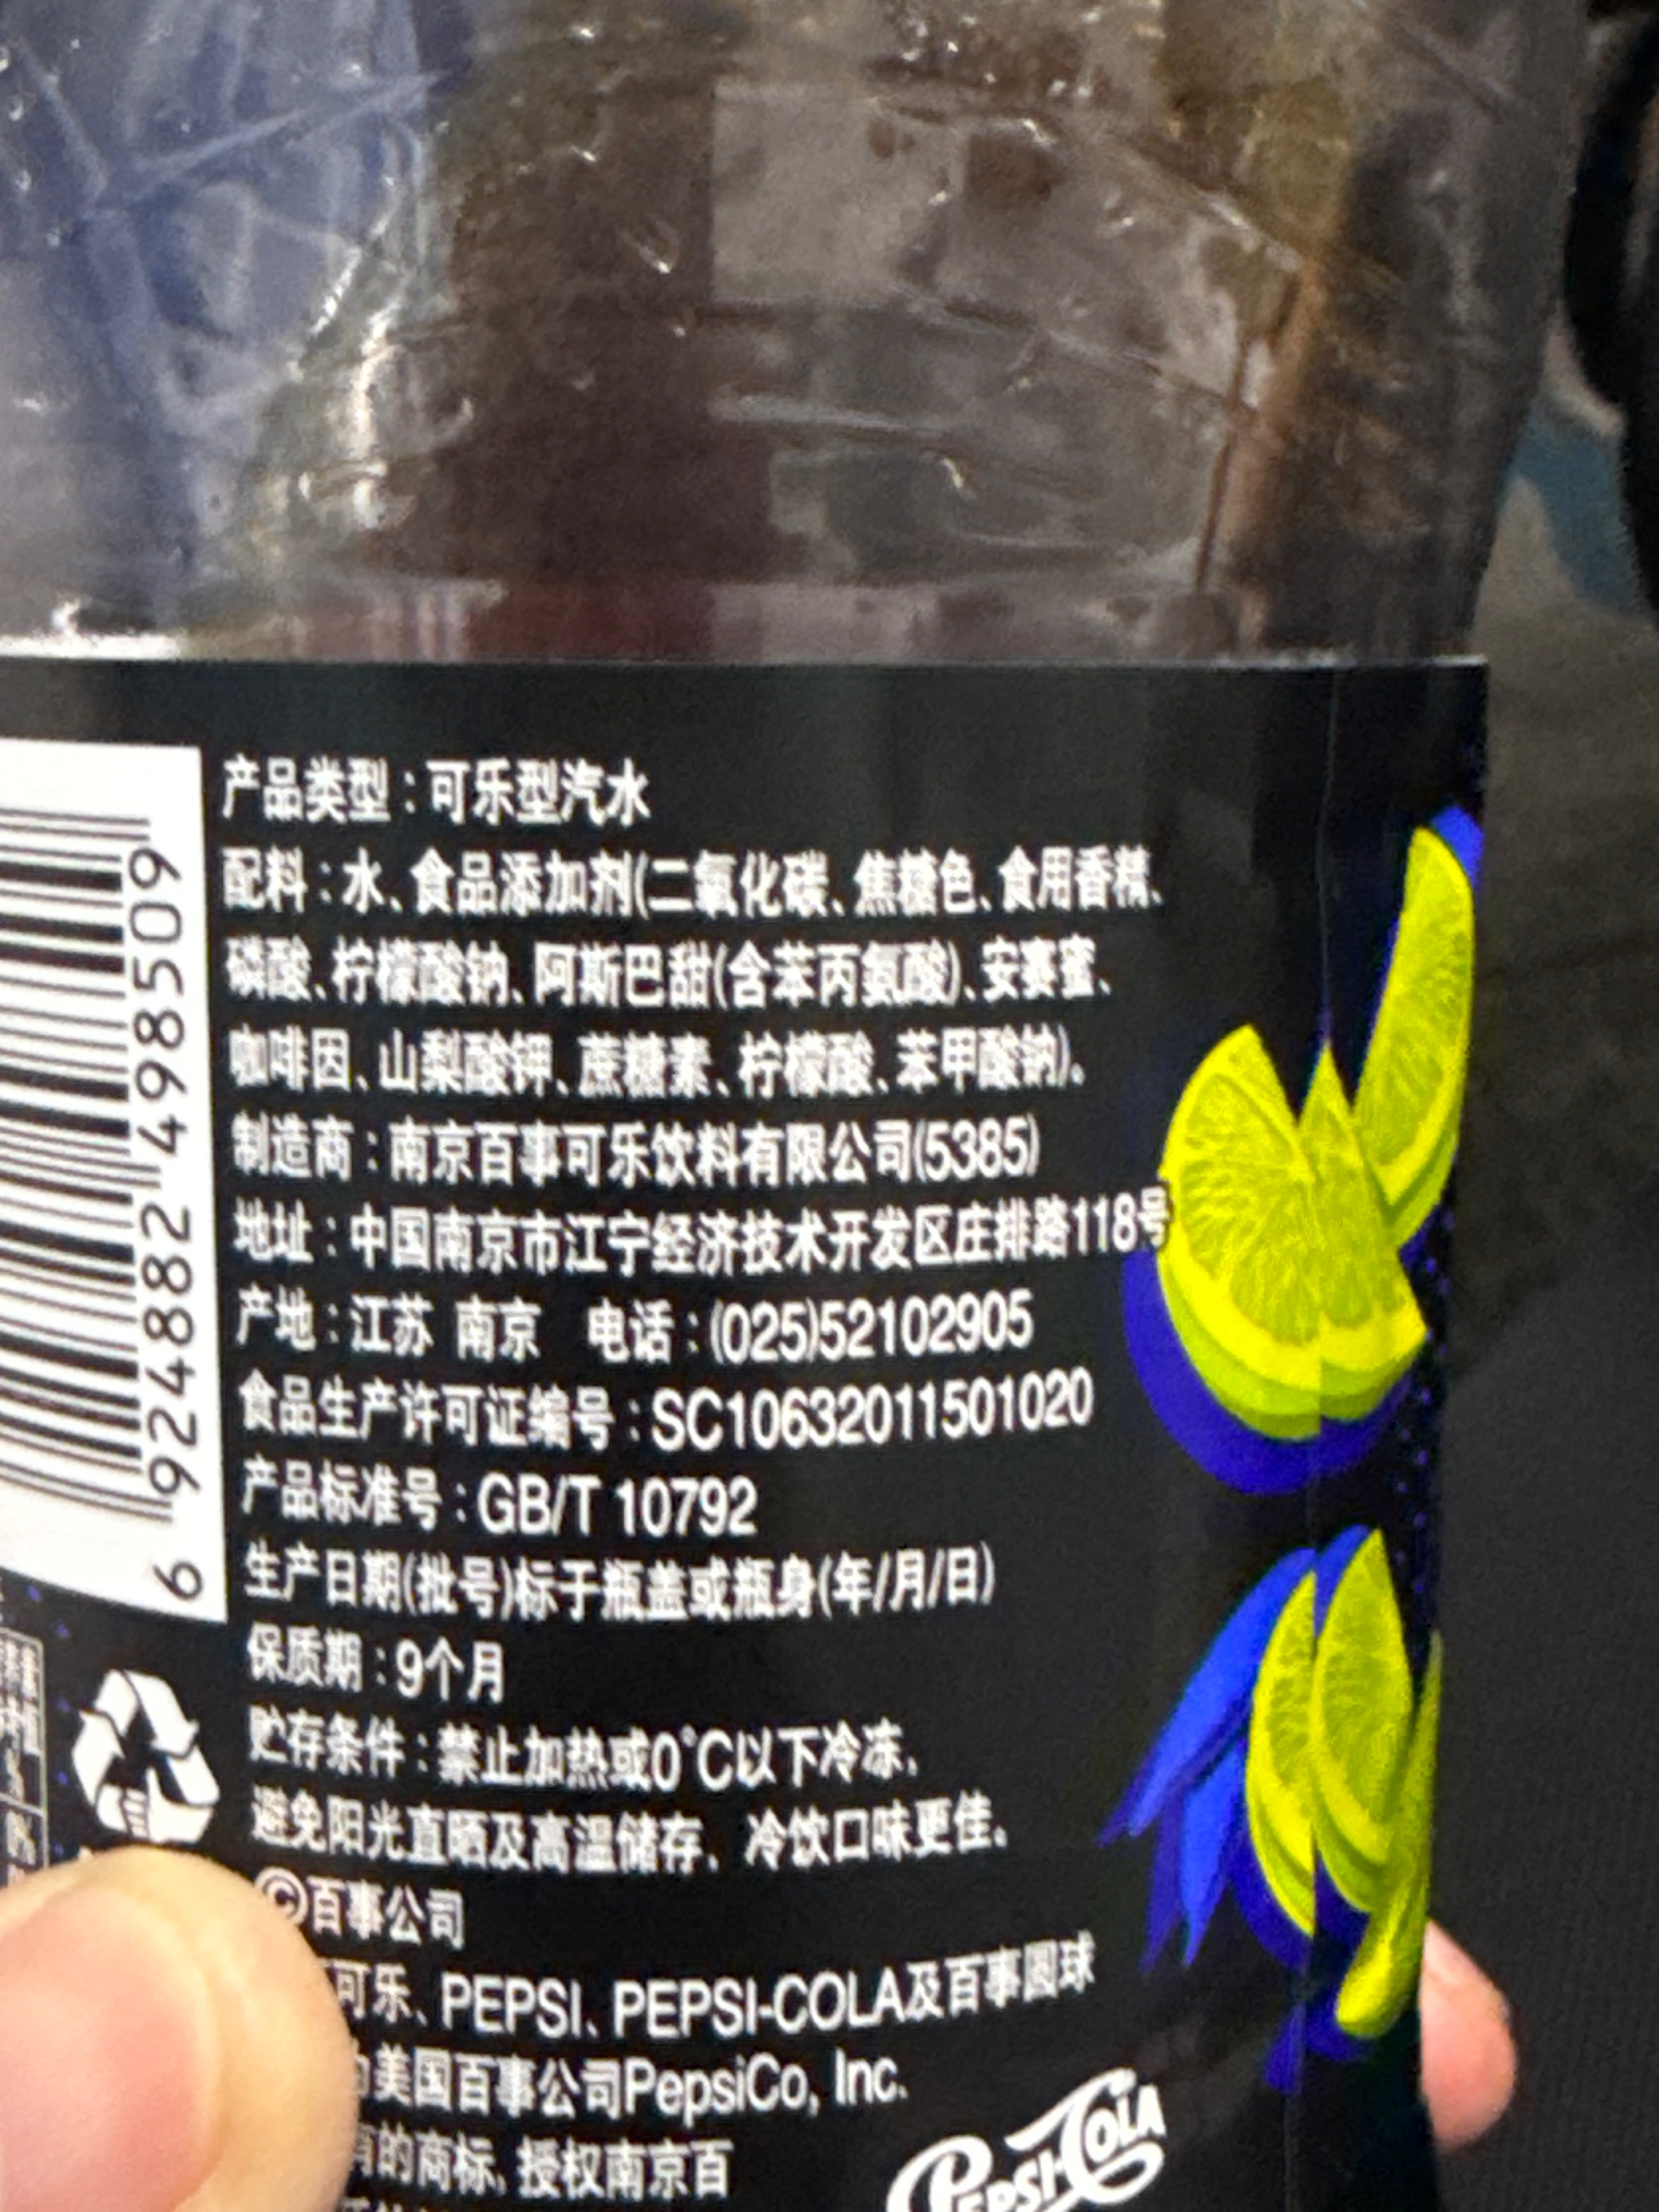 产品类型：可乐型汽水
配料：水、食品添加剂(二氧化碳、焦糖色、食用香精、
磷酸、柠檬酸钠、阿斯巴甜(含苯丙氨酸)、安赛蜜、
咖啡因、山梨酸钾、蔗糖素、柠檬酸、苯甲酸钠)。
制造商：南京百事可乐饮料有限公司(5385)
地址：中国南京市江宁经济技术开发区庄排路118号
产地：江苏 南京 电话：(025)52102905
食品生产许可证编号：SC10632011501020
产品标准号：GB/T 10792
生产日期(批号)标于瓶盖或瓶身(年/月/日)
保质期：9个月
贮存条件：禁止加热或0°C以下冷冻，
避免阳光直晒及高温储存，冷饮口味更佳。
©百事公司
可乐、PEPSI、PEPSI-COLA及百事圆球
美国百事公司PepsiCo, Inc.
的商标，授权南京百
6 924882 498509
PEPSI-COLA